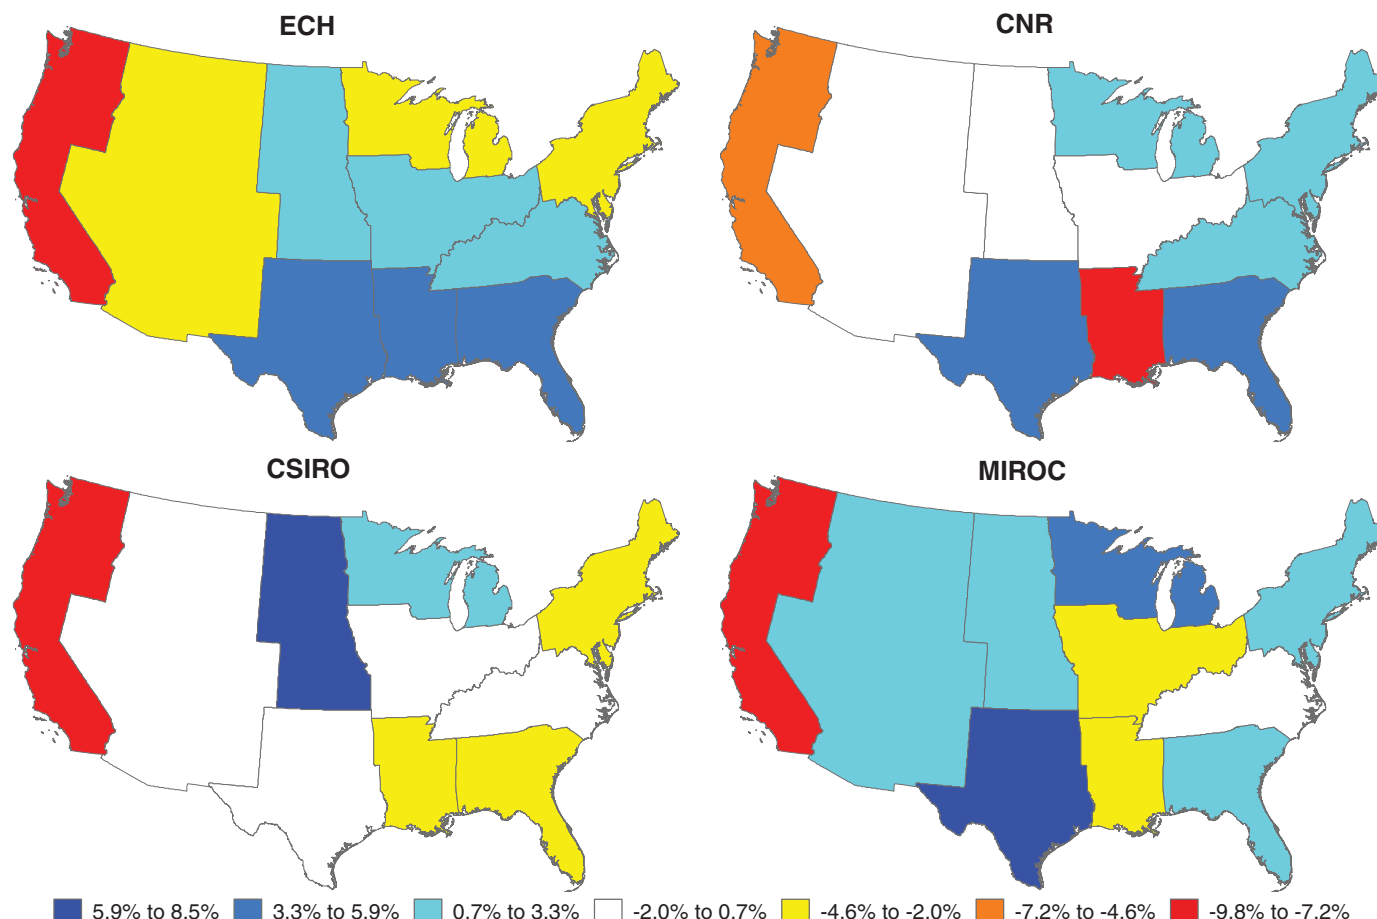 ECH
CNR
CSIRO
MIROC
5.9% to 8.5% 3.3% to 5.9% 0.7% to 3.3% -2.0% to 0.7% -4.6% to -2.0% -7.2% to -4.6% -9.8% to -7.2%